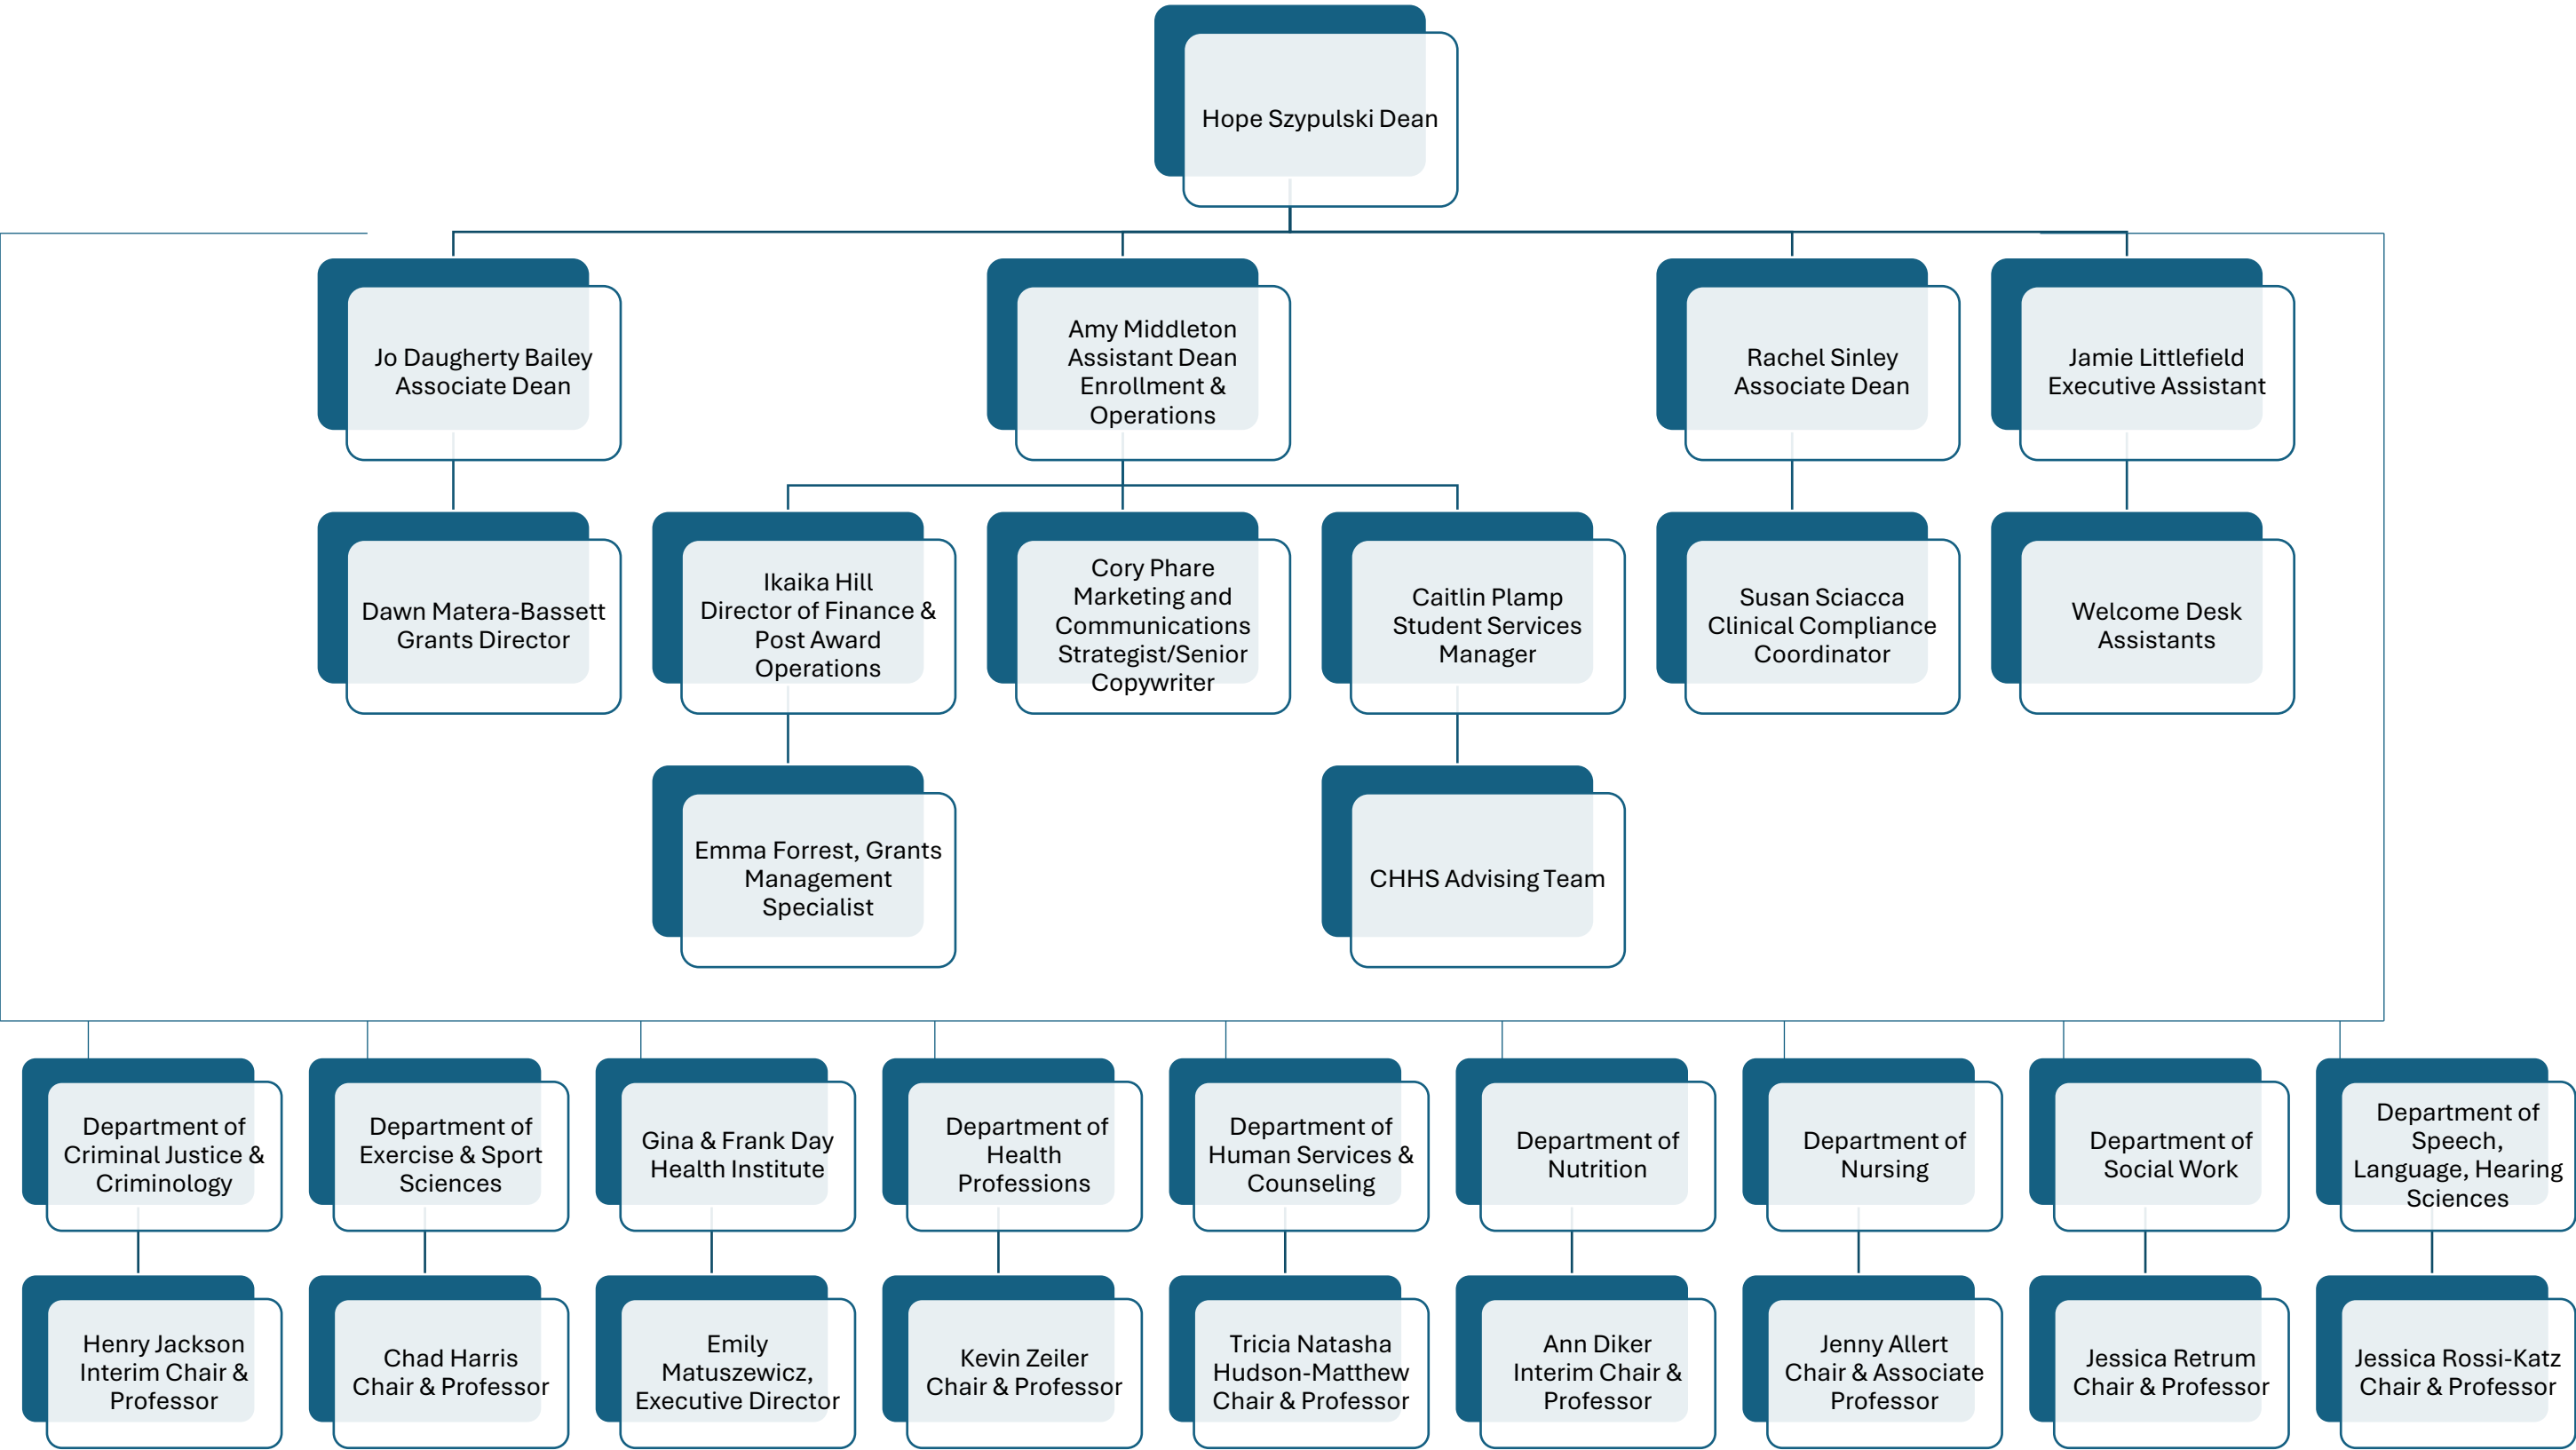 Hope Szypulski Dean
Jo Daugherty Bailey
Associate Dean
Amy Middleton
Assistant Dean
Enrollment &
Operations
Rachel Sinley
Associate Dean
Jamie Littlefield
Executive Assistant
Dawn Matera-Bassett
Grants Director
Ikaika Hill
Director of Finance &
Post Award
Operations
Cory Phare
Marketing and
Communications
Strategist/Senior
Copywriter
Caitlin Plamp
Student Services
Manager
Susan Sciacca
Clinical Compliance
Coordinator
Welcome Desk
Assistants
Emma Forrest, Grants
Management
Specialist
CHHS Advising Team
Department of
Criminal Justice &
Criminology
Department of
Exercise & Sport
Sciences
Gina & Frank Day
Health Institute
Department of
Health
Professions
Department of
Human Services &
Counseling
Department of
Nutrition
Department of
Nursing
Department of
Social Work
Department of
Speech,
Language, Hearing
Sciences
Henry Jackson
Interim Chair &
Professor
Chad Harris
Chair & Professor
Emily
Matuszewicz,
Executive Director
Kevin Zeiler
Chair & Professor
Tricia Natasha
Hudson-Matthew
Chair & Professor
Ann Diker
Interim Chair &
Professor
Jenny Allert
Chair & Associate
Professor
Jessica Retrum
Chair & Professor
Jessica Rossi-Katz
Chair & Professor